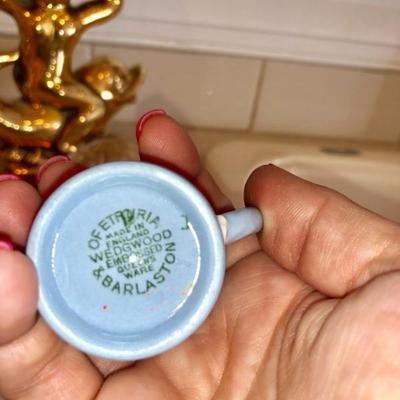 OF ETRURIA
MADE IN
ENGLAND
WEDGWOOD
EMBOSSED
QUEENS
WARE
& BARLASTON